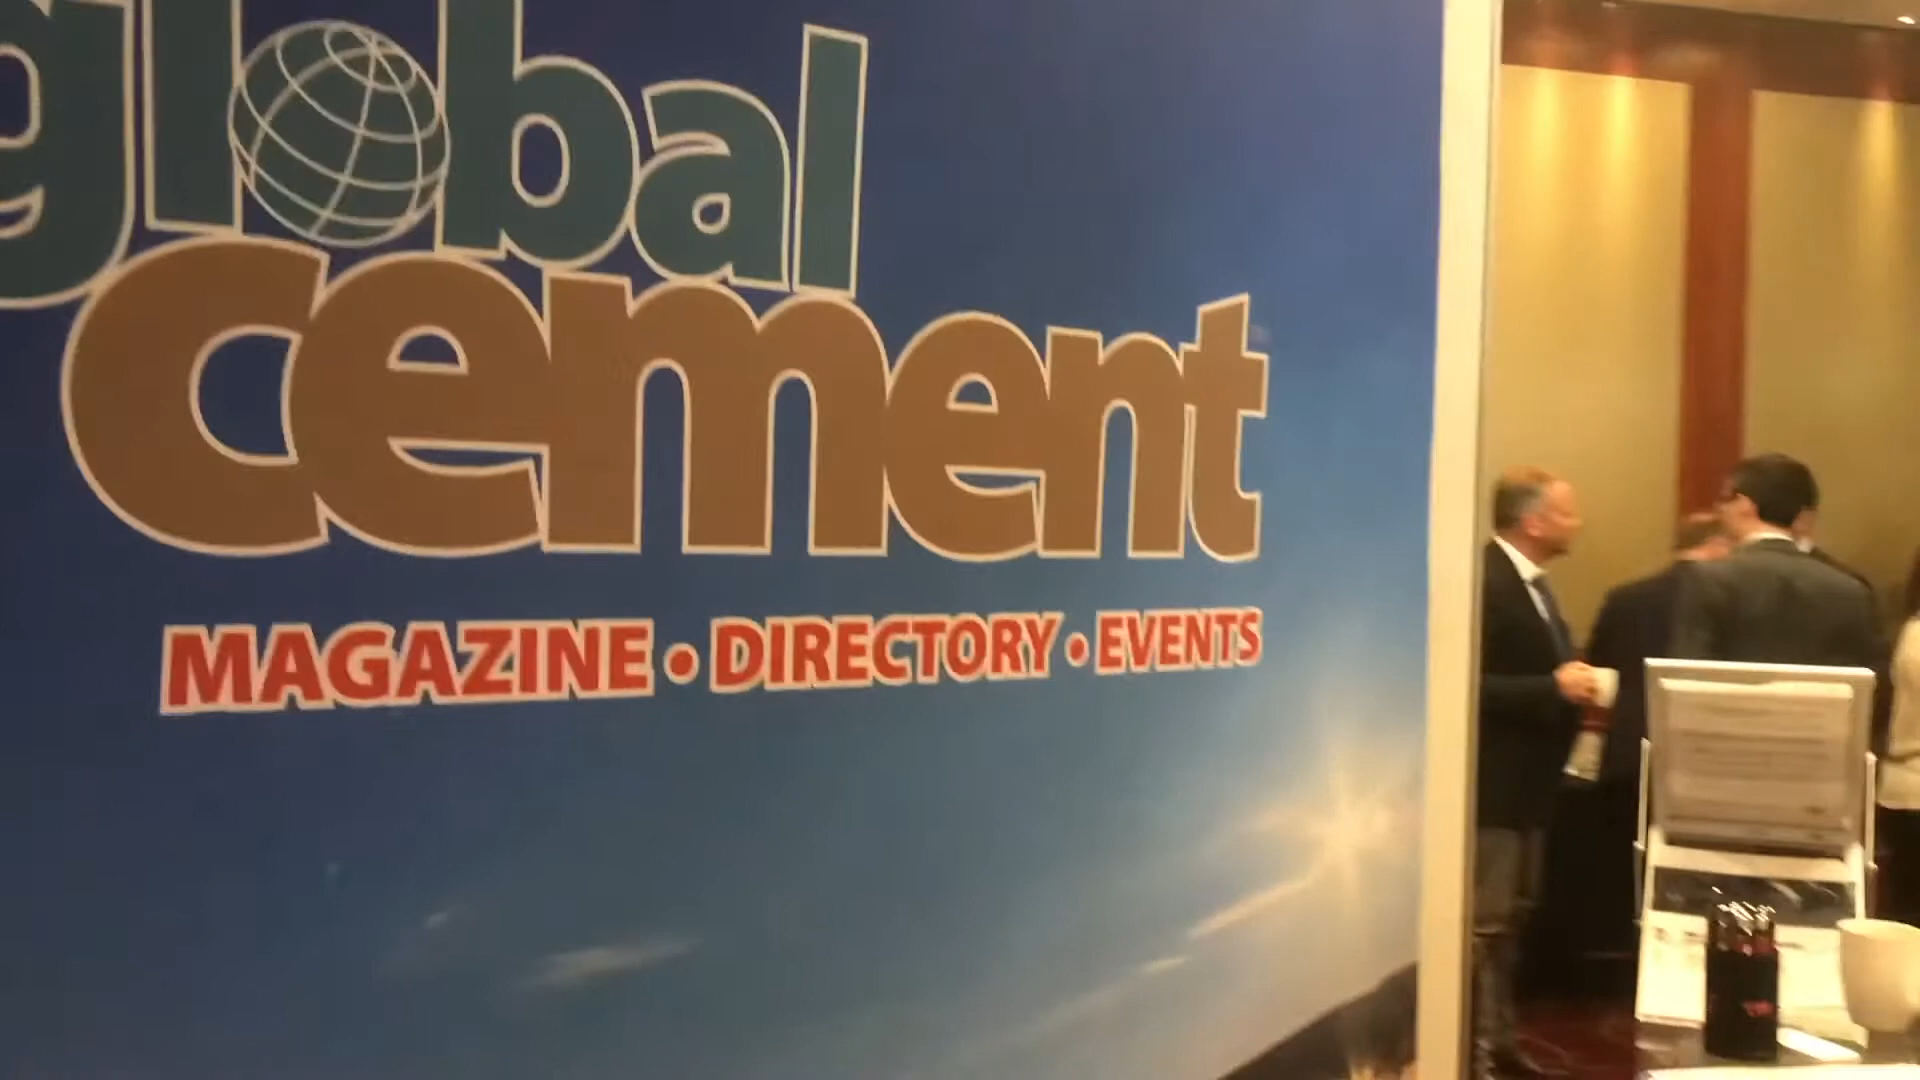 global
cement
MAGAZINE • DIRECTORY • EVENTS